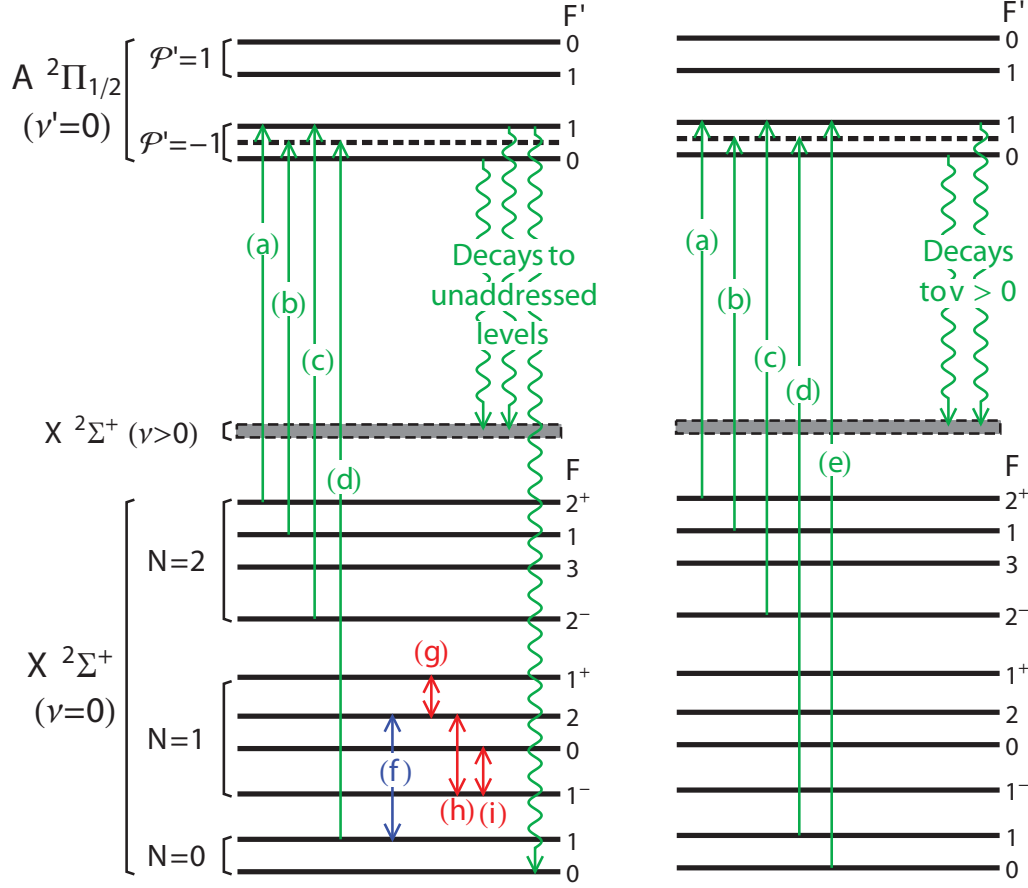 F'
0
1
1
0
A ²Π₁/₂
(ν'=0)
𝒫'=1
𝒫'=−1
(a)
(b)
(c)
(d)
Decays to
unaddressed
levels
X ²Σ⁺ (ν>0)
F
2⁺
1
3
2⁻
1⁺
2
0
1⁻
1
0
X ²Σ⁺
(ν=0)
N=2
N=1
N=0
(g)
(f)
(h)
(i)
F'
0
1
1
0
(a)
(b)
(c)
(d)
(e)
Decays
to v > 0
F
2⁺
1
3
2⁻
1⁺
2
0
1⁻
1
0